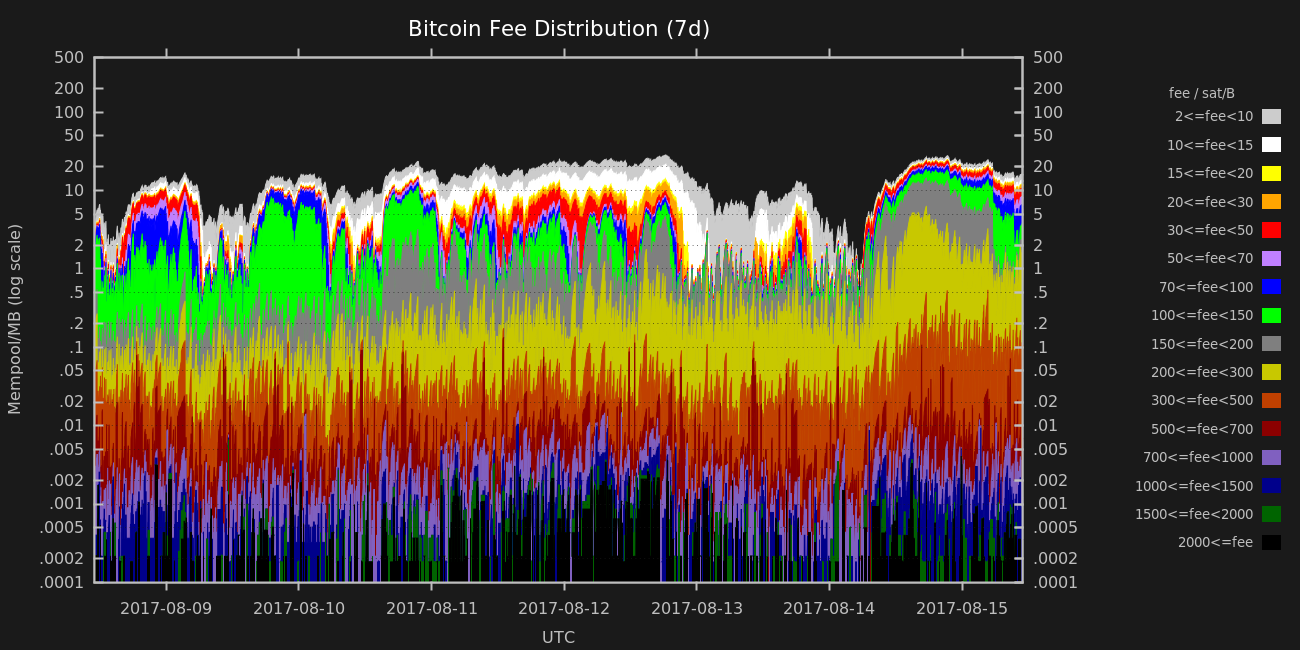 Bitcoin Fee Distribution (7d)
500
200
100
50
20
10
5
2
1
.5
.2
.1
.05
.02
.01
.005
.002
.001
.0005
.0002
.0001
Mempool/MB (log scale)
500
200
100
50
20
10
5
2
1
.5
.2
.1
.05
.02
.01
.005
.002
.001
.0005
.0002
.0001
2017-08-09
2017-08-10
2017-08-11
2017-08-12
2017-08-13
2017-08-14
2017-08-15
UTC
fee / sat/B
2<=fee<10
10<=fee<15
15<=fee<20
20<=fee<30
30<=fee<50
50<=fee<70
70<=fee<100
100<=fee<150
150<=fee<200
200<=fee<300
300<=fee<500
500<=fee<700
700<=fee<1000
1000<=fee<1500
1500<=fee<2000
2000<=fee